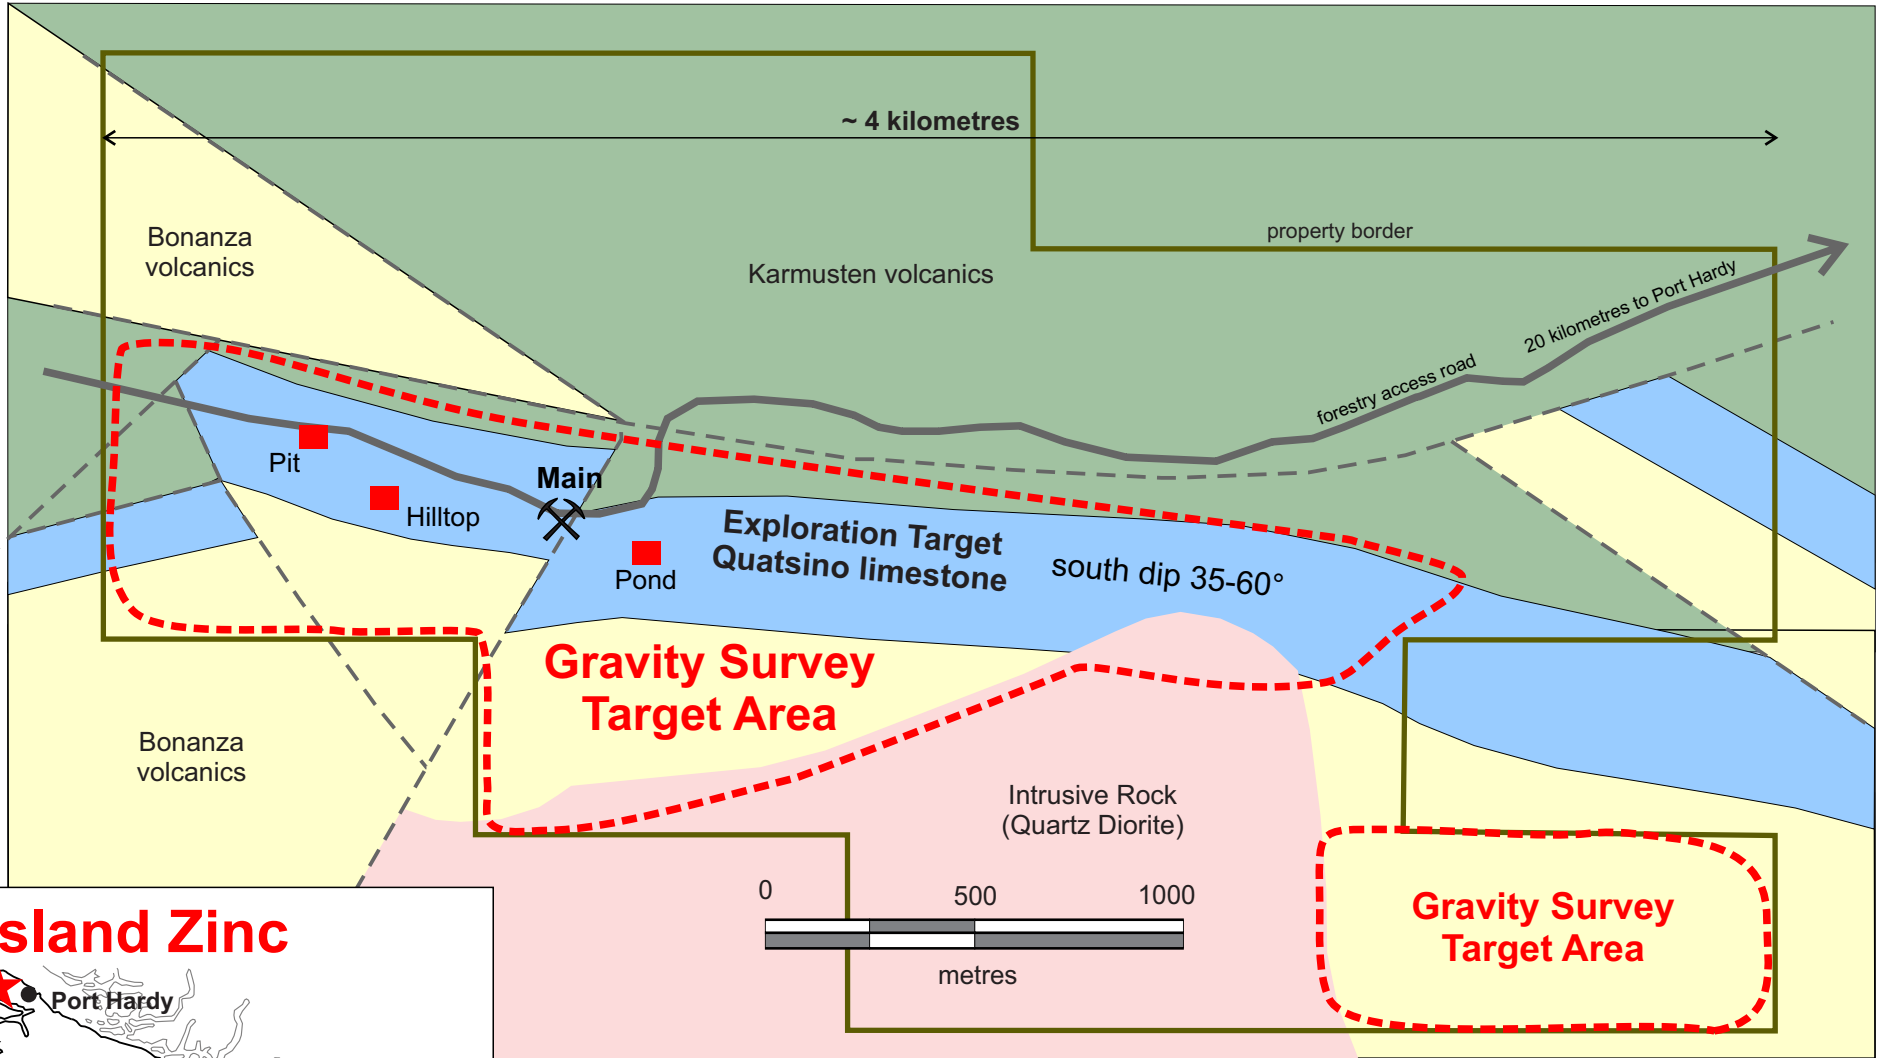 ~ 4 kilometres
property border
Bonanza
volcanics
Karmusten volcanics
20 kilometres to Port Hardy
forestry access road
Pit
Main
Hilltop
Exploration Target
Quatsino limestone
south dip 35-60°
Pond
Gravity Survey
Target Area
Bonanza
volcanics
Intrusive Rock
(Quartz Diorite)
0 500 1000
metres
Gravity Survey
Target Area
sland Zinc
Port Hardy